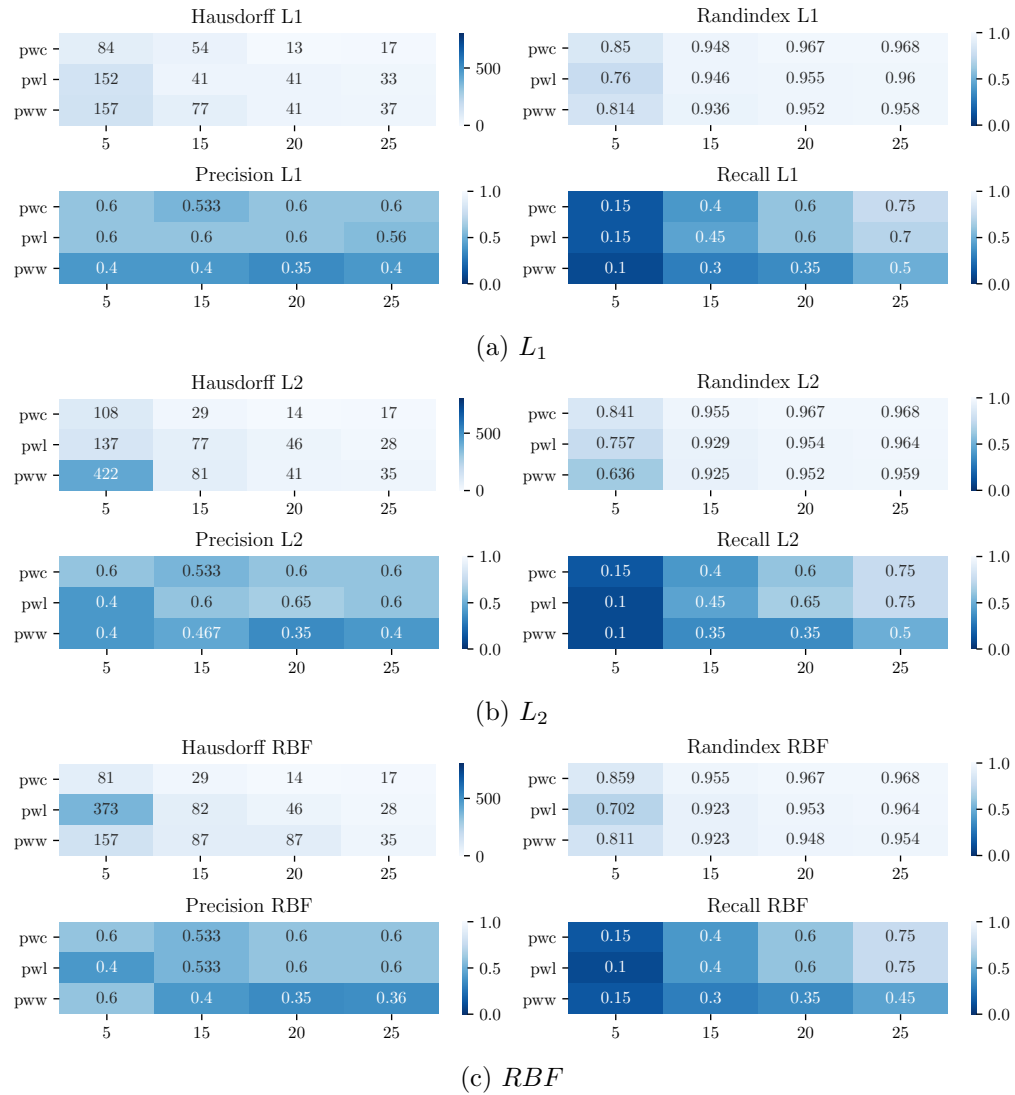 Hausdorff L1
Randindex L1
pwc 84 54 13 17
500
pwc 0.85 0.948 0.967 0.968
1.0
pwl 152 41 41 33
pwl 0.76 0.946 0.955 0.96
0.5
pww 157 77 41 37
0
pww 0.814 0.936 0.952 0.958
0.0
5 15 20 25
5 15 20 25
Precision L1
Recall L1
pwc 0.6 0.533 0.6 0.6
1.0
pwc 0.15 0.4 0.6 0.75
1.0
pwl 0.6 0.6 0.6 0.56
0.5
pwl 0.15 0.45 0.6 0.7
0.5
pww 0.4 0.4 0.35 0.4
0.0
pww 0.1 0.3 0.35 0.5
0.0
5 15 20 25
5 15 20 25
(a) L1
Hausdorff L2
Randindex L2
pwc 108 29 14 17
500
pwc 0.841 0.955 0.967 0.968
1.0
pwl 137 77 46 28
pwl 0.757 0.929 0.954 0.964
0.5
pww 422 81 41 35
0
pww 0.636 0.925 0.952 0.959
0.0
5 15 20 25
5 15 20 25
Precision L2
Recall L2
pwc 0.6 0.533 0.6 0.6
1.0
pwc 0.15 0.4 0.6 0.75
1.0
pwl 0.4 0.6 0.65 0.6
0.5
pwl 0.1 0.45 0.65 0.75
0.5
pww 0.4 0.467 0.35 0.4
0.0
pww 0.1 0.35 0.35 0.5
0.0
5 15 20 25
5 15 20 25
(b) L2
Hausdorff RBF
Randindex RBF
pwc 81 29 14 17
500
pwc 0.859 0.955 0.967 0.968
1.0
pwl 373 82 46 28
pwl 0.702 0.923 0.953 0.964
0.5
pww 157 87 87 35
0
pww 0.811 0.923 0.948 0.954
0.0
5 15 20 25
5 15 20 25
Precision RBF
Recall RBF
pwc 0.6 0.533 0.6 0.6
1.0
pwc 0.15 0.4 0.6 0.75
1.0
pwl 0.4 0.533 0.6 0.6
0.5
pwl 0.1 0.4 0.6 0.75
0.5
pww 0.6 0.4 0.35 0.36
0.0
pww 0.15 0.3 0.35 0.45
0.0
5 15 20 25
5 15 20 25
(c) RBF